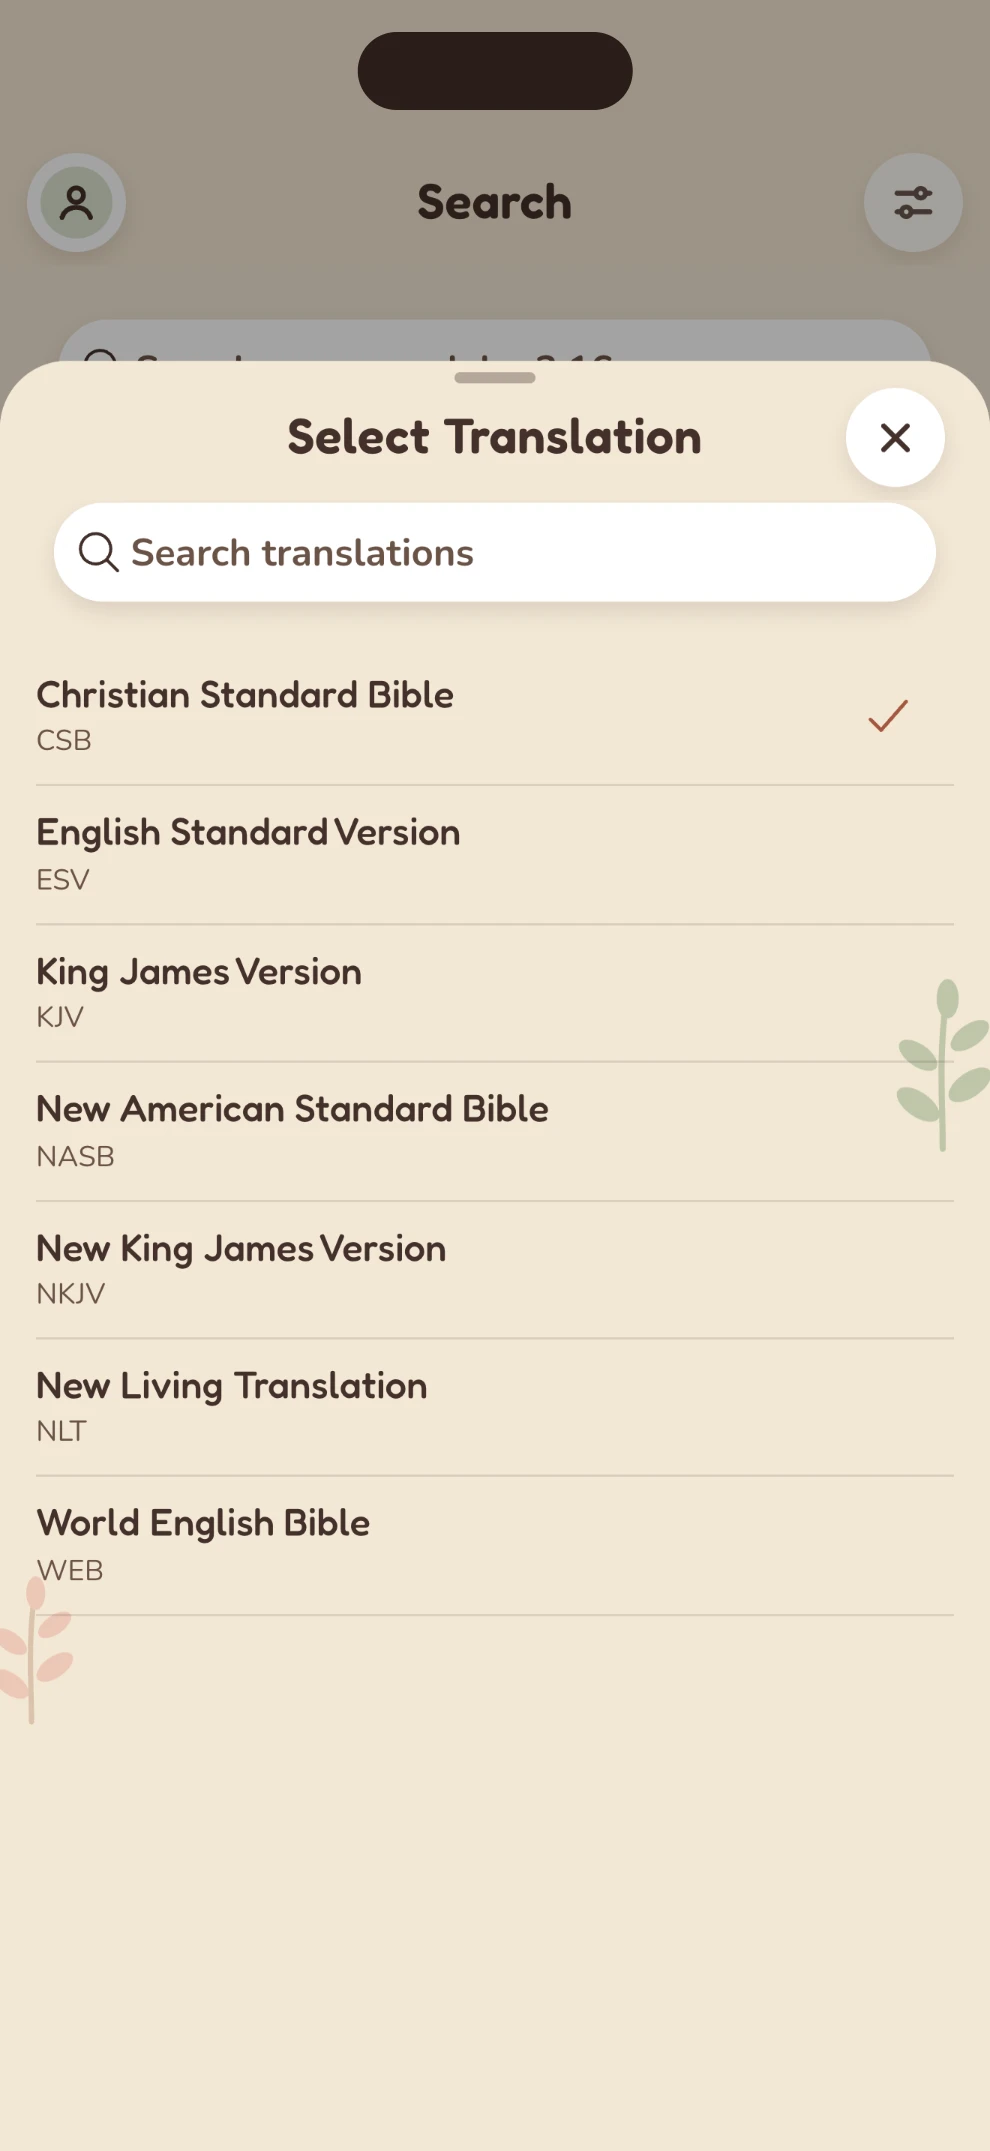 Search
Select Translation
Search translations
Christian Standard Bible
CSB
English Standard Version
ESV
King James Version
KJV
New American Standard Bible
NASB
New King James Version
NKJV
New Living Translation
NLT
World English Bible
WEB